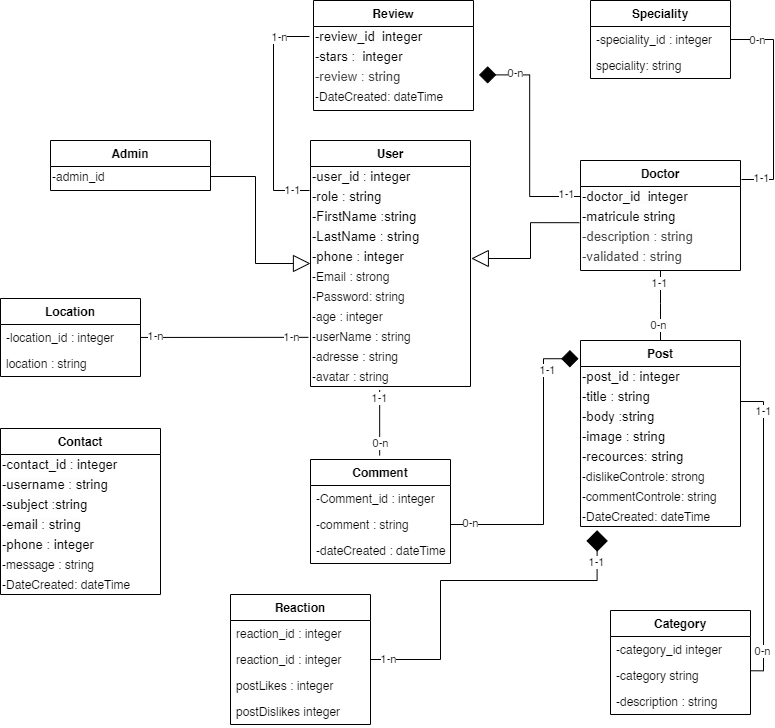 Review
-review_id integer
-stars : integer
-review : string
-DateCreated: dateTime
Speciality
-speciality_id : integer
speciality: string
1-n
0-n
0-n
1-1
1-1
1-1
Admin
-admin_id
User
-user_id : integer
-role : string
-FirstName :string
-LastName : string
-phone : integer
-Email : strong
-Password: string
-age : integer
-userName : string
-adresse : string
-avatar : string
Doctor
-doctor_id integer
-matricule string
-description : string
-validated : string
1-1
0-n
Location
-location_id : integer
location : string
1-n
1-n
Post
-post_id : integer
-title : string
-body :string
-image : string
-recources: string
-dislikeControle: strong
-commentControle: string
-DateCreated: dateTime
1-1
1-1
1-1
0-n
Contact
-contact_id : integer
-username : string
-subject :string
-email : string
-phone : integer
-message : string
-DateCreated: dateTime
Comment
-Comment_id : integer
-comment : string
-dateCreated : dateTime
0-n
1-1
Reaction
reaction_id : integer
reaction_id : integer
postLikes : integer
postDislikes integer
1-n
Category
-category_id integer
-category string
-description : string
0-n